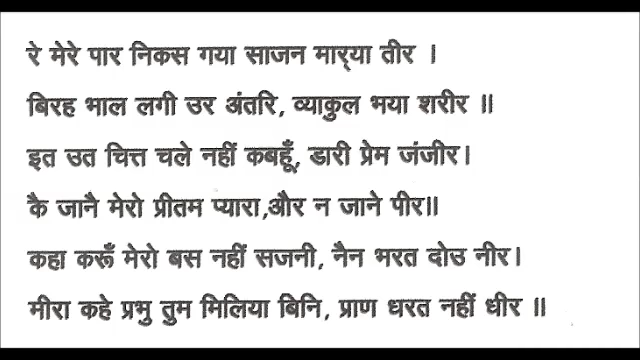 रे मेरे पार निकस गया साजन मार्‌या तीर ।
बिरह भाल लगी उर अंतरि, व्याकुल भया शरीर ॥
इत उत चित्त चले नहीं कबहूँ, डारी प्रेम जंजीर।
कै जानै मेरो प्रीतम प्यारा,और न जाने पीर॥
कहा करूँ मेरो बस नहीं सजनी, नैन भरत दोउ नीर।
मीरा कहे प्रभु तुम मिलिया बिनि, प्राण धरत नहीं धीर ॥